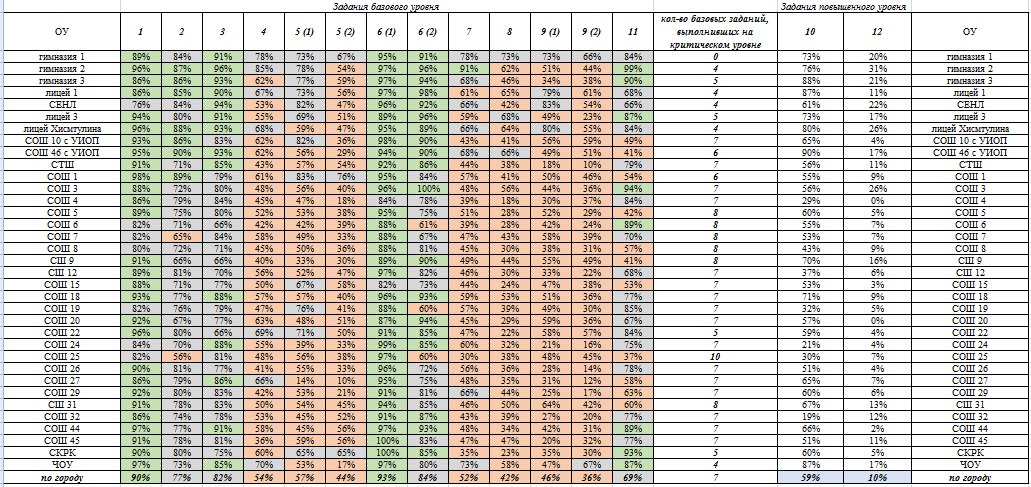 Задания базового уровня Задания повышенного уровня
ОУ 1 2 3 4 5 (1) 5 (2) 6 (1) 6 (2) 7 8 9 (1) 9 (2) 11 кол-во базовых заданий, выполнивших на критическом уровне 10 12 ОУ
гимназия 1 89% 84% 91% 78% 73% 67% 95% 91% 78% 73% 73% 66% 84% 0 73% 20% гимназия 1
гимназия 2 96% 87% 96% 85% 78% 54% 97% 96% 91% 62% 51% 44% 99% 4 76% 31% гимназия 2
гимназия 3 86% 86% 93% 62% 77% 59% 97% 94% 68% 46% 34% 38% 90% 5 88% 21% гимназия 3
лицей 1 86% 85% 90% 67% 73% 56% 97% 98% 61% 65% 79% 61% 68% 4 87% 11% лицей 1
СЕНЛ 76% 84% 94% 53% 82% 47% 96% 92% 66% 42% 83% 54% 66% 4 61% 22% СЕНЛ
лицей 3 94% 80% 91% 55% 69% 51% 89% 96% 59% 68% 49% 23% 87% 5 73% 17% лицей 3
лицей Хисматулина 96% 88% 93% 68% 59% 47% 95% 89% 66% 64% 80% 55% 84% 4 80% 26% лицей Хисматулина
СОШ 10 с УИОП 93% 86% 83% 62% 82% 36% 98% 90% 43% 41% 56% 59% 49% 7 65% 4% СОШ 10 с УИОП
СОШ 46 с УИОП 95% 90% 93% 62% 56% 29% 94% 90% 68% 66% 49% 51% 41% 6 90% 17% СОШ 46 с УИОП
СТШ 91% 71% 85% 43% 57% 54% 92% 86% 44% 38% 18% 10% 79% 7 56% 11% СТШ
СОШ 1 98% 89% 79% 61% 83% 76% 95% 84% 57% 41% 50% 46% 54% 6 55% 9% СОШ 1
СОШ 3 88% 72% 80% 48% 56% 40% 96% 100% 48% 56% 44% 36% 94% 7 56% 26% СОШ 3
СОШ 4 86% 79% 84% 45% 47% 18% 84% 78% 39% 18% 30% 37% 84% 7 29% 0% СОШ 4
СОШ 5 89% 75% 80% 52% 53% 38% 95% 75% 51% 28% 52% 29% 42% 8 60% 5% СОШ 5
СОШ 6 82% 71% 66% 42% 42% 39% 88% 61% 39% 28% 42% 24% 89% 8 55% 7% СОШ 6
СОШ 7 82% 65% 84% 58% 49% 33% 88% 67% 47% 43% 58% 39% 70% 8 53% 7% СОШ 7
СОШ 8 80% 72% 71% 45% 50% 36% 88% 81% 45% 30% 38% 31% 57% 8 43% 9% СОШ 8
СШ 9 91% 66% 66% 40% 33% 30% 89% 90% 49% 44% 55% 49% 41% 8 70% 16% СШ 9
СШ 12 89% 81% 70% 56% 52% 47% 97% 82% 46% 30% 33% 22% 68% 7 37% 6% СШ 12
СОШ 15 88% 71% 77% 50% 67% 58% 82% 73% 44% 24% 47% 38% 53% 7 53% 3% СОШ 15
СОШ 18 93% 77% 88% 57% 57% 40% 96% 93% 59% 53% 51% 36% 77% 7 71% 9% СОШ 18
СОШ 19 82% 76% 79% 47% 76% 41% 88% 60% 57% 39% 49% 30% 85% 7 32% 5% СОШ 19
СОШ 20 92% 67% 77% 63% 48% 51% 87% 94% 45% 29% 59% 36% 67% 7 57% 0% СОШ 20
СОШ 22 96% 80% 66% 69% 71% 50% 91% 85% 47% 22% 58% 57% 84% 5 59% 4% СОШ 22
СОШ 24 84% 70% 88% 55% 39% 33% 99% 85% 60% 32% 21% 16% 75% 7 21% 4% СОШ 24
СОШ 25 82% 56% 81% 48% 56% 38% 97% 60% 30% 38% 48% 45% 37% 10 30% 7% СОШ 25
СОШ 26 90% 81% 77% 41% 55% 33% 96% 72% 56% 36% 28% 14% 78% 7 51% 4% СОШ 26
СОШ 27 86% 79% 86% 66% 14% 10% 95% 75% 48% 35% 31% 12% 58% 7 65% 7% СОШ 27
СОШ 29 92% 80% 83% 42% 53% 21% 91% 81% 66% 44% 25% 17% 63% 7 60% 6% СОШ 29
СШ 31 91% 78% 83% 50% 54% 45% 94% 85% 46% 50% 64% 42% 60% 8 67% 13% СШ 31
СОШ 32 86% 74% 78% 53% 45% 52% 91% 87% 43% 39% 27% 20% 77% 7 19% 12% СОШ 32
СОШ 44 97% 77% 91% 58% 45% 56% 97% 93% 48% 34% 42% 31% 89% 7 66% 2% СОШ 44
СОШ 45 91% 78% 81% 36% 59% 56% 100% 83% 47% 47% 20% 32% 77% 7 51% 11% СОШ 45
СКРК 90% 80% 75% 60% 65% 65% 100% 85% 35% 23% 35% 30% 93% 5 60% 5% СКРК
ЧОУ 97% 73% 85% 70% 53% 17% 97% 80% 73% 58% 47% 67% 87% 4 87% 17% ЧОУ
по городу 90% 77% 82% 54% 57% 44% 93% 84% 52% 42% 46% 36% 69% 7 59% 10% по городу